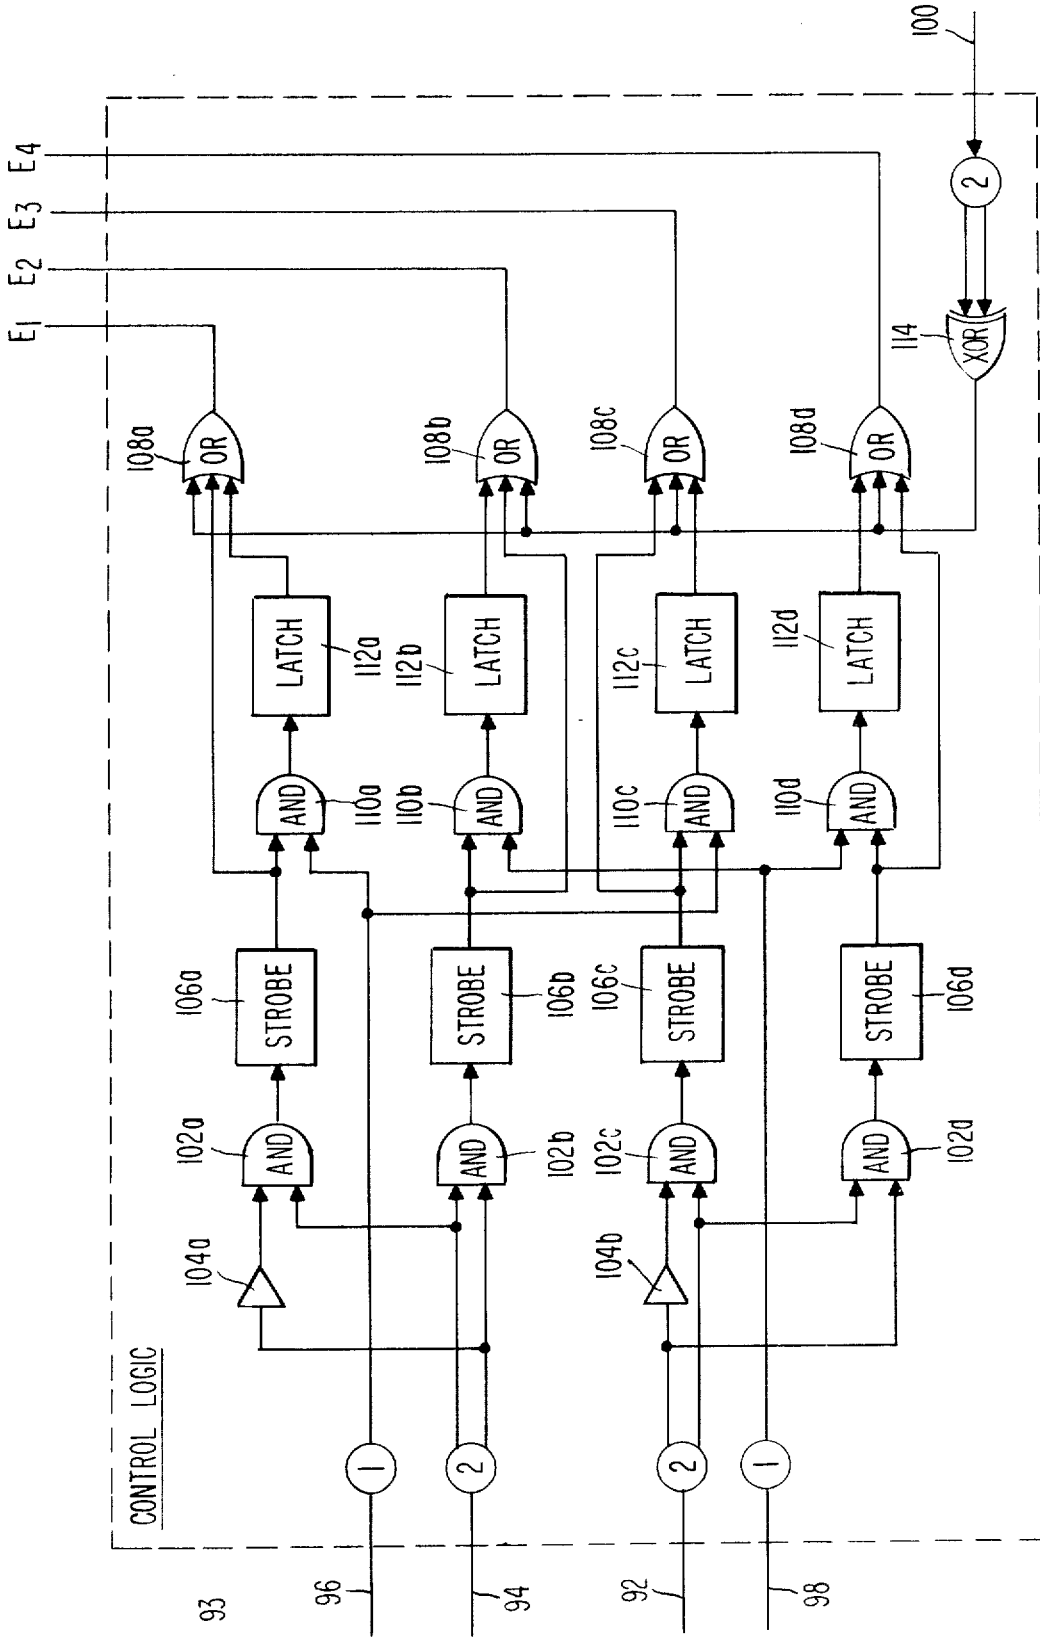 CONTROL LOGIC
E1
E2
E3
E4
93
96
1
94
2
92
2
98
1
100
2
104a
102a
AND
106a
STROBE
110a
AND
112a
LATCH
108a
OR
102b
AND
106b
STROBE
110b
AND
112b
LATCH
108b
OR
104b
102c
AND
106c
STROBE
110c
AND
112c
LATCH
108c
OR
102d
AND
106d
STROBE
110d
AND
112d
LATCH
108d
OR
114
XOR